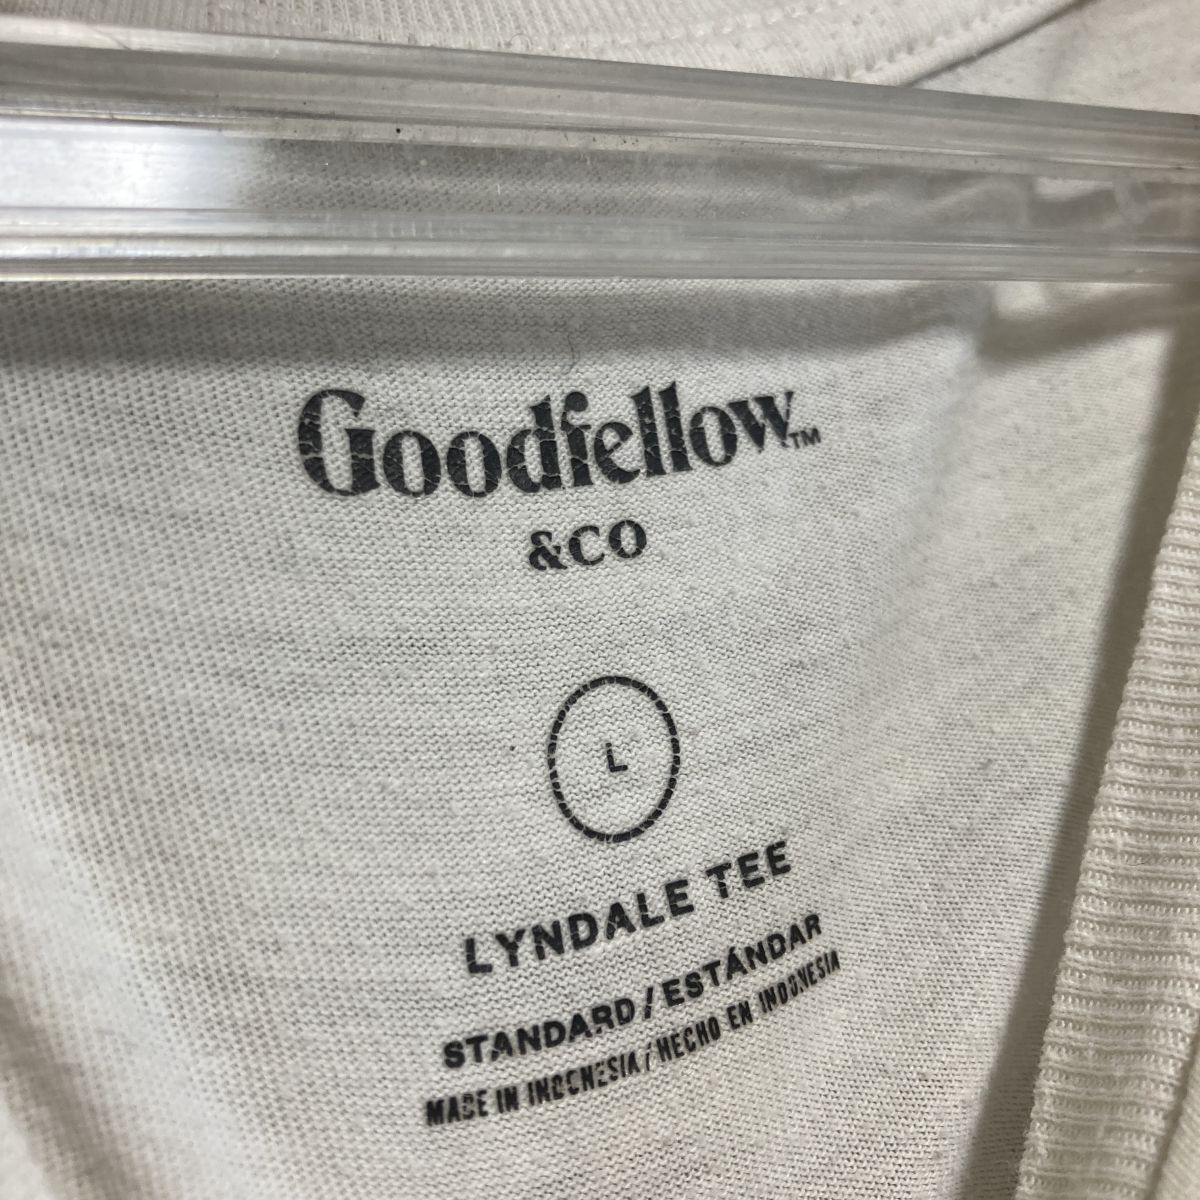 Goodfellow™
&CO
L
LYNDALE TEE
STANDARD/ESTÁNDAR
MADE IN INDONESIA/HECHO EN INDONESIA